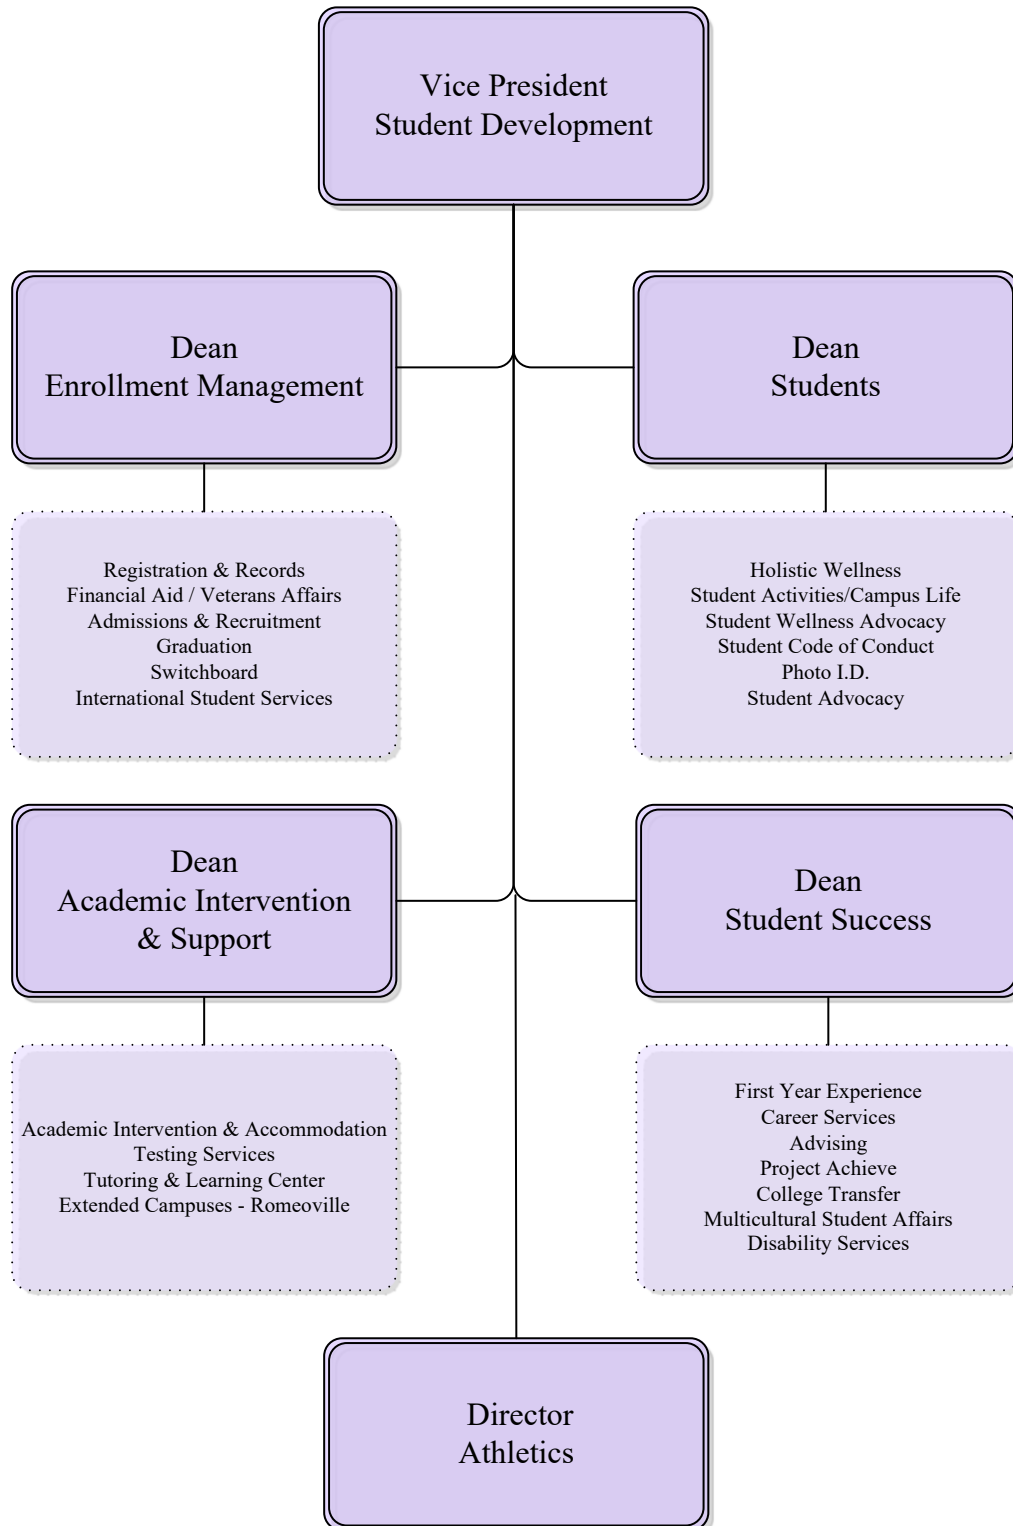 Vice President
Student Development
Dean
Enrollment Management
Dean
Students
Registration & Records
Financial Aid / Veterans Affairs
Admissions & Recruitment
Graduation
Switchboard
International Student Services
Holistic Wellness
Student Activities/Campus Life
Student Wellness Advocacy
Student Code of Conduct
Photo I.D.
Student Advocacy
Dean
Academic Intervention
& Support
Dean
Student Success
Academic Intervention & Accommodation
Testing Services
Tutoring & Learning Center
Extended Campuses - Romeoville
First Year Experience
Career Services
Advising
Project Achieve
College Transfer
Multicultural Student Affairs
Disability Services
Director
Athletics